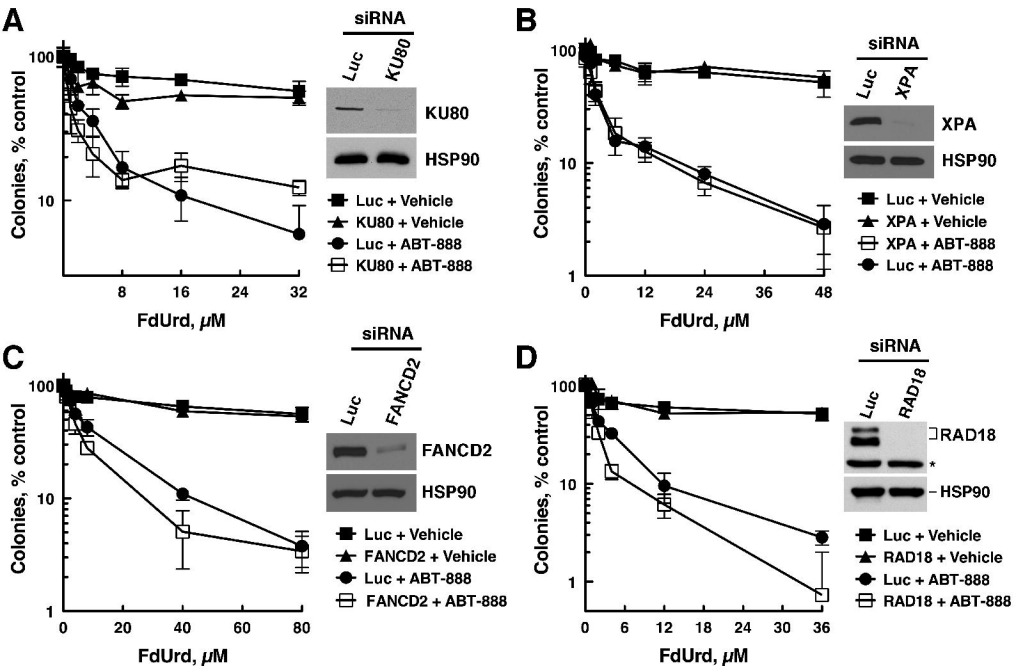 A
siRNA
Luc
KU80
KU80
HSP90
Colonies, % control
100
10
8
16
24
32
FdUrd, µM
Luc + Vehicle
KU80 + Vehicle
Luc + ABT-888
KU80 + ABT-888
B
siRNA
Luc
XPA
XPA
HSP90
Colonies, % control
100
10
1
0
12
24
36
48
FdUrd, µM
Luc + Vehicle
XPA + Vehicle
XPA + ABT-888
Luc + ABT-888
C
siRNA
Luc
FANCD2
FANCD2
HSP90
Colonies, % control
100
10
1
0
20
40
60
80
FdUrd, µM
Luc + Vehicle
FANCD2 + Vehicle
Luc + ABT-888
FANCD2 + ABT-888
D
siRNA
Luc
RAD18
RAD18
*
HSP90
Colonies, % control
100
10
1
0
6
12
18
24
30
36
FdUrd, µM
Luc + Vehicle
RAD18 + Vehicle
Luc + ABT-888
RAD18 + ABT-888